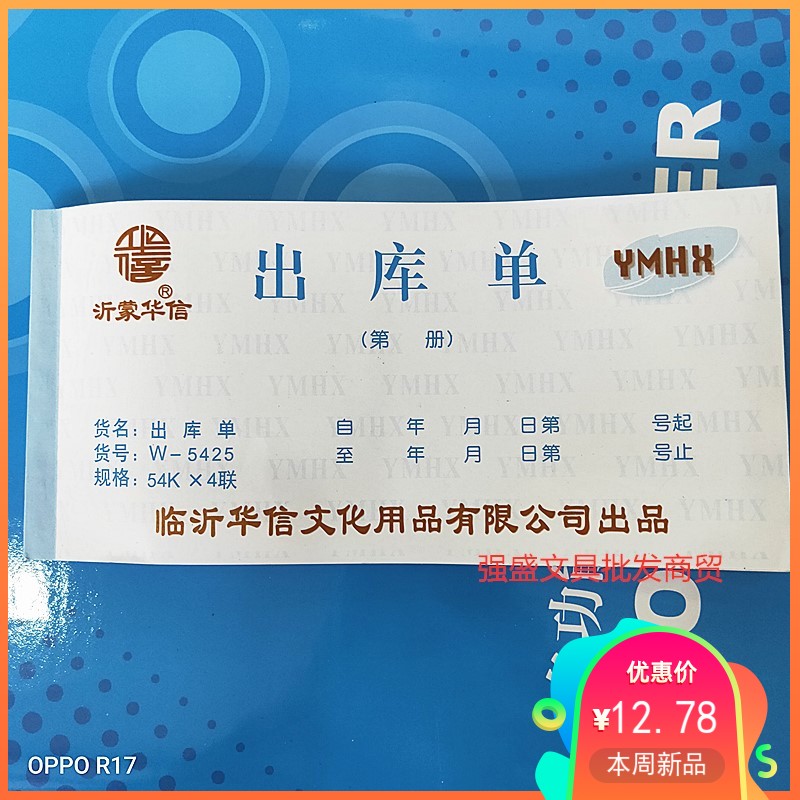 出库单
YMHX
沂蒙华信®
(第 册)
货名: 出库单 自 年 月 日第 号起
货号: W-5425 至 年 月 日第 号止
规格: 54K×4联
临沂华信文化用品有限公司出品
强盛文具批发商贸
优惠价
¥12.78
本周新品
OPPO R17